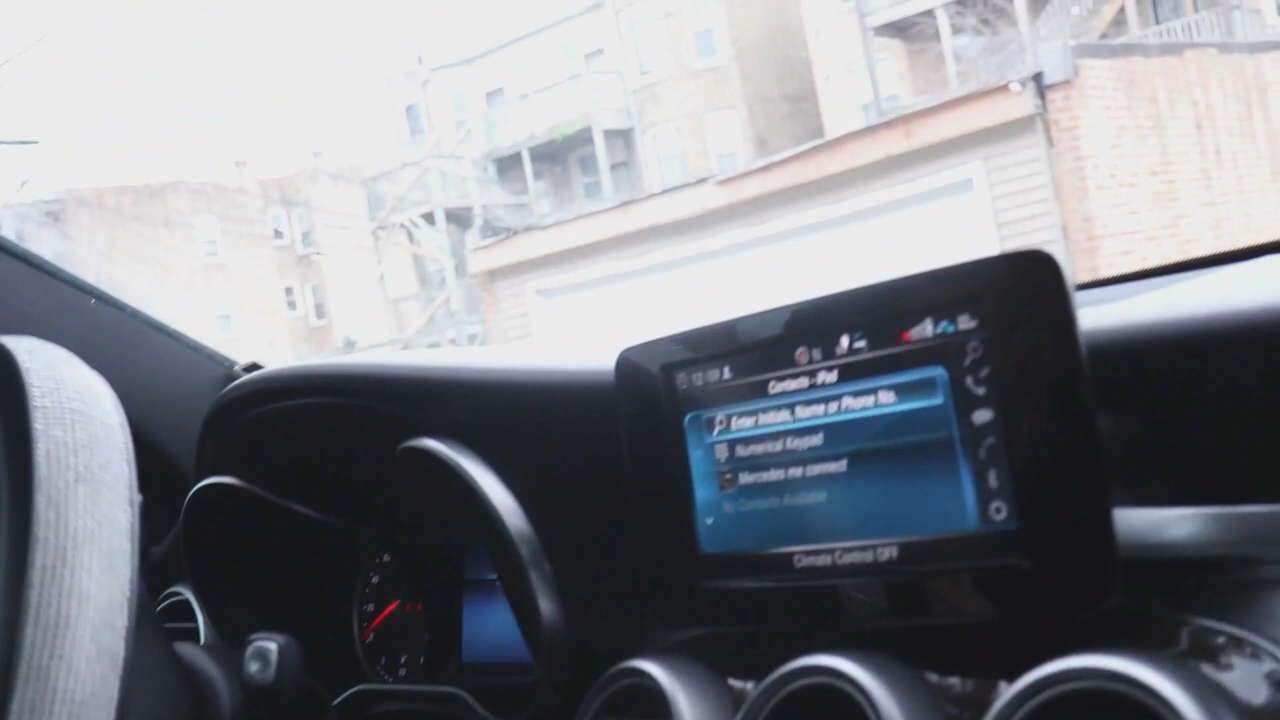 Contacts - iPad
Enter Initials, Name or Phone No.
Numerical Keypad
Mercedes me connect
No Contacts Available
Climate Control OFF